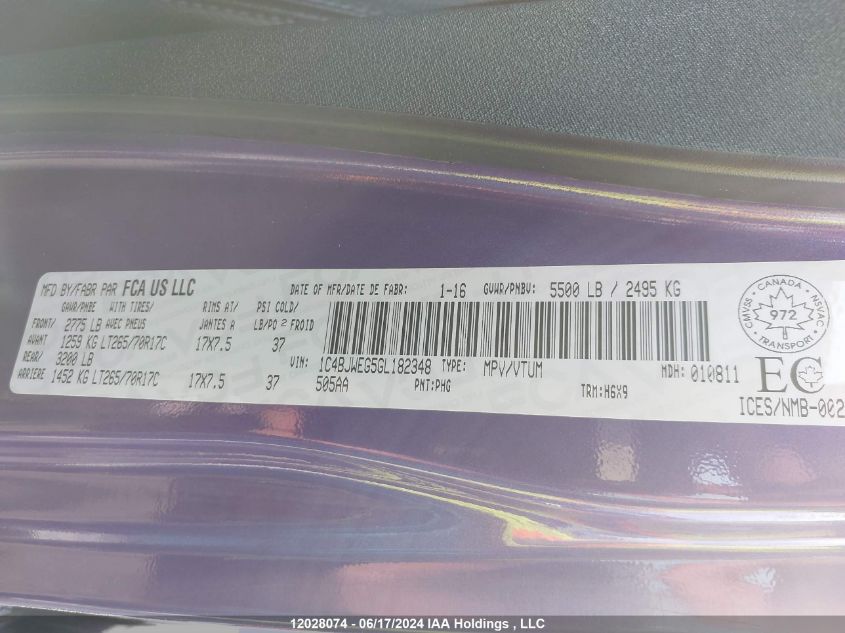 MFD BY/FABR PAR FCA US LLC
DATE OF MFR/DATE DE FABR: 1-16 GVWR/PNBV: 5500 LB / 2495 KG
GAWR/PNBE WITH TIRES/ RIMS AT/ PSI COLD/
FRONT/ 2775 LB AVEC PNEUS JANTES A LB/PO 2 FROID
AVANT 1259 KG LT265/70R17C 17X7.5 37
REAR/ 3200 LB
ARRIERE 1452 KG LT265/70R17C 17X7.5 37
VIN: 1C4BJWEG5GL182348 TYPE: MPV/VTUM MDH: 010811
505AA PNT:PHG TRM:H6X9
CANADA
CMVSS NSVAC
972
TRANSPORT
EC
ICES/NMB-002
12028074 - 06/17/2024 IAA Holdings , LLC